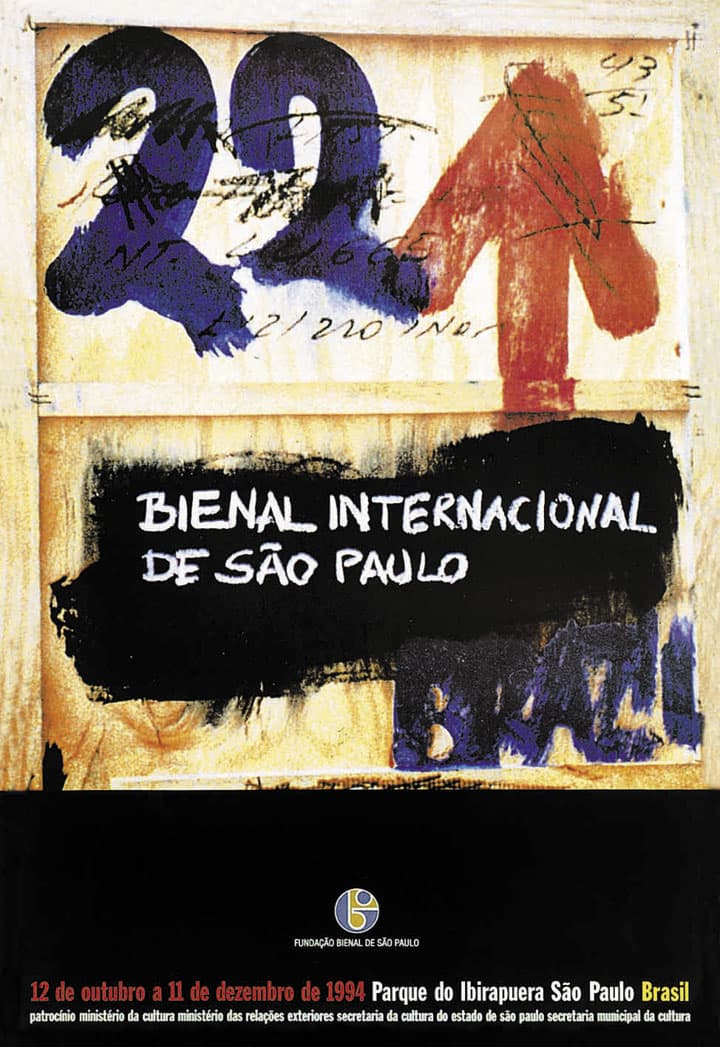 22
43
51
BIENAL INTERNACIONAL
DE SÃO PAULO
BRAZIL
FUNDAÇÃO BIENAL DE SÃO PAULO
12 de outubro a 11 de dezembro de 1994 Parque do Ibirapuera São Paulo Brasil
patrocínio ministério da cultura ministério das relações exteriores secretaria da cultura do estado de são paulo secretaria municipal da cultura